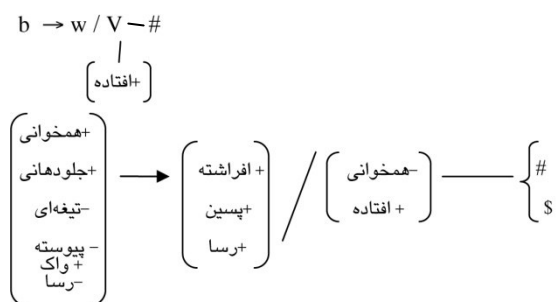 b → w / V — #
[+افتاده]
+همخوانی
+جلودهانی
−تیغه‌ای
− پیوسته
+ واک
−رسا
→
+ افراشته
+پسین
+رسا
/
−همخوانی
+ افتاده
—
#
$